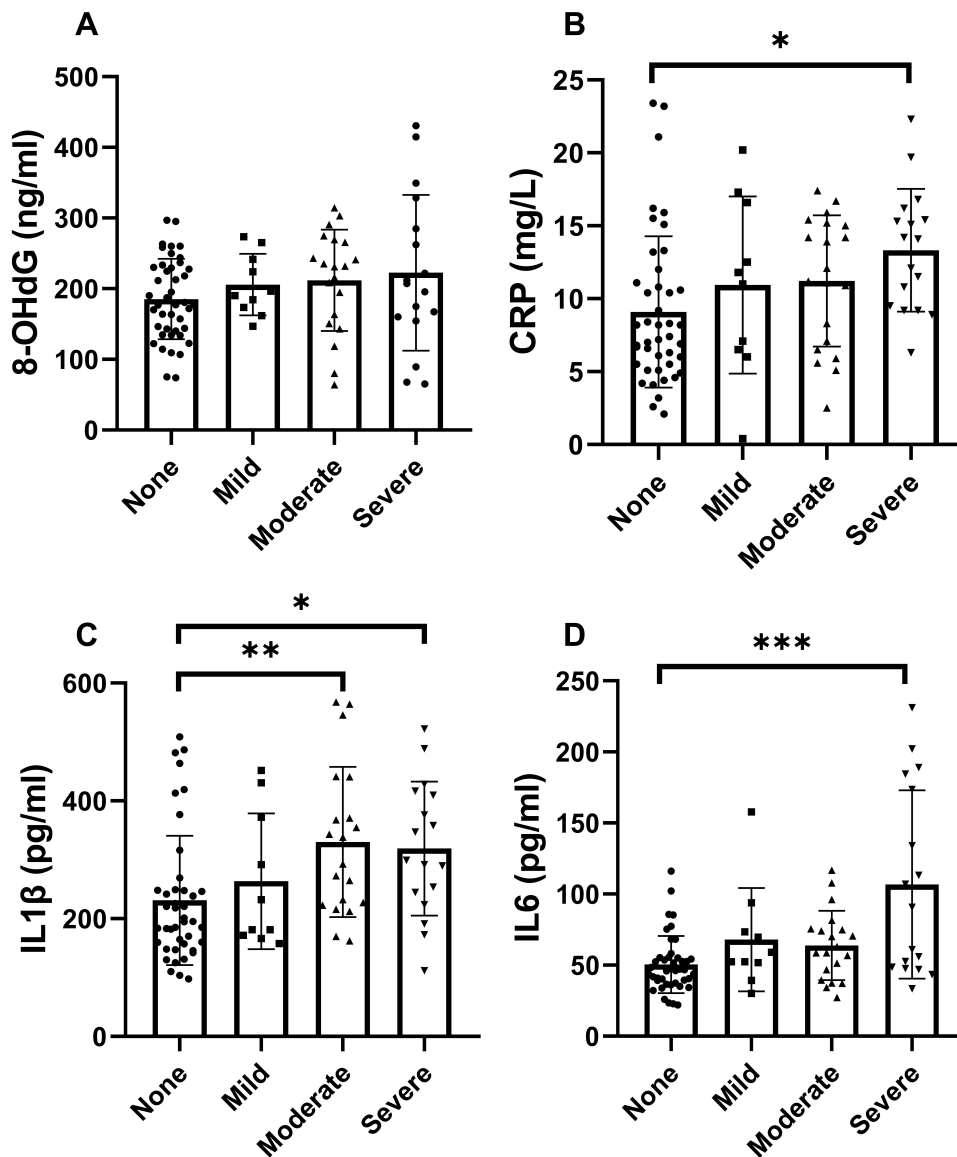 A
8-OHdG (ng/ml)
500
400
300
200
100
0
None
Mild
Moderate
Severe
B
*
CRP (mg/L)
25
20
15
10
5
0
None
Mild
Moderate
Severe
C
*
**
IL1β (pg/ml)
600
400
200
0
None
Mild
Moderate
Severe
D
***
IL6 (pg/ml)
250
200
150
100
50
0
None
Mild
Moderate
Severe